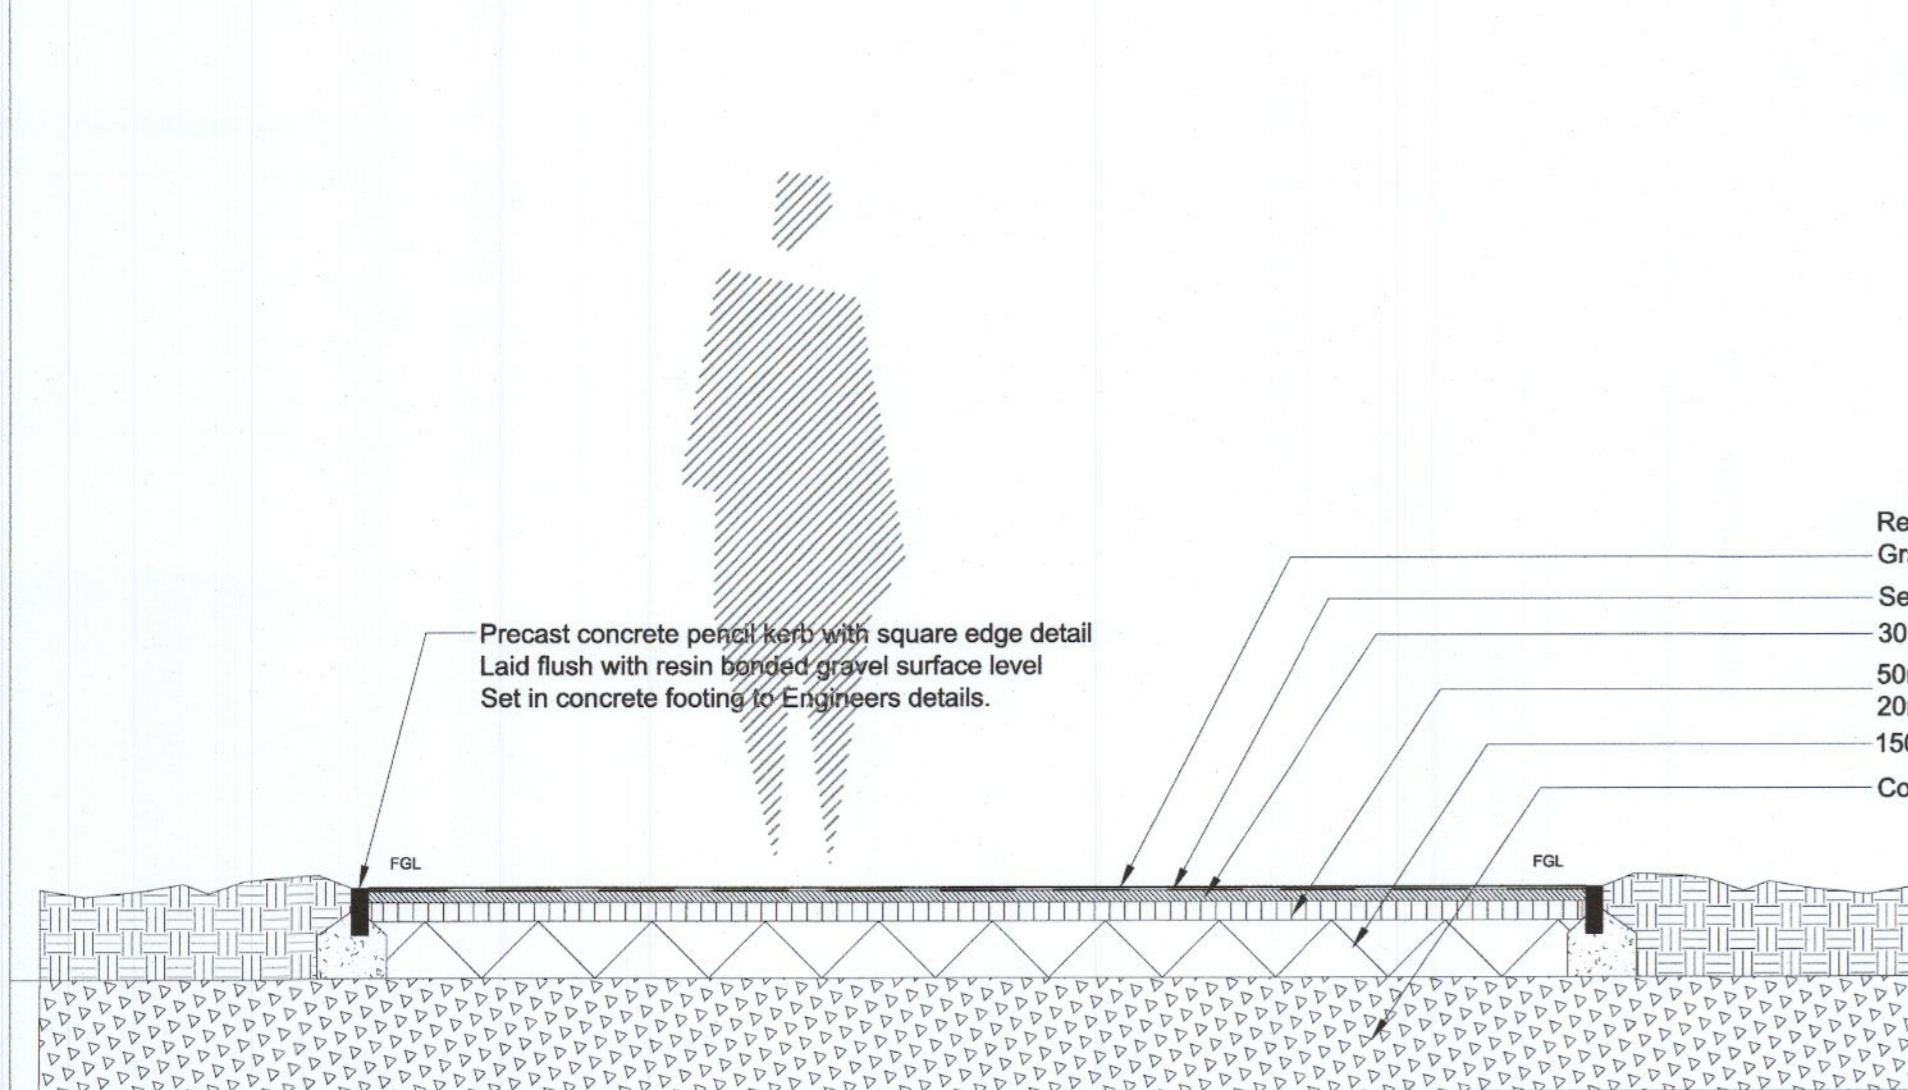 Precast concrete pencil kerb with square edge detail
Laid flush with resin bonded gravel surface level
Set in concrete footing to Engineers details.
FGL
FGL
Re
Gr
Se
30
50
20
150
Co